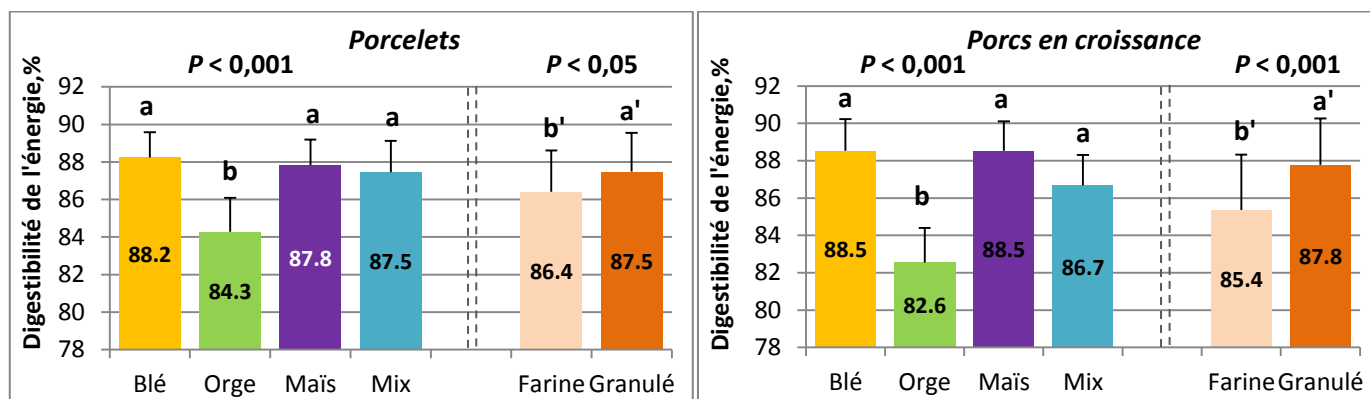 Porcelets
P < 0,001 P < 0,05
Digestibilité de l'énergie,%
92
90
88
86
84
82
80
78
a b a a b' a'
88.2 84.3 87.8 87.5 86.4 87.5
Blé Orge Maïs Mix Farine Granulé
Porcs en croissance
P < 0,001 P < 0,001
Digestibilité de l'énergie,%
92
90
88
86
84
82
80
78
a b a a b' a'
88.5 82.6 88.5 86.7 85.4 87.8
Blé Orge Maïs Mix Farine Granulé